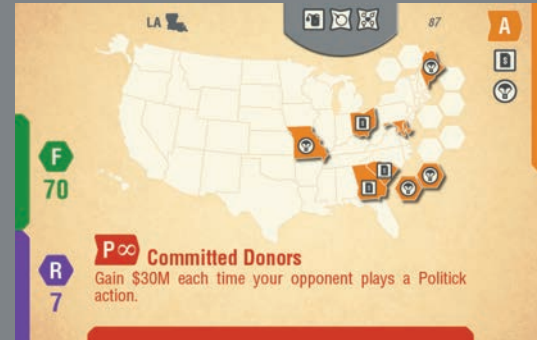 LA
87
A
F
70
P∞ Committed Donors
Gain $30M each time your opponent plays a Politick
action.
R
7